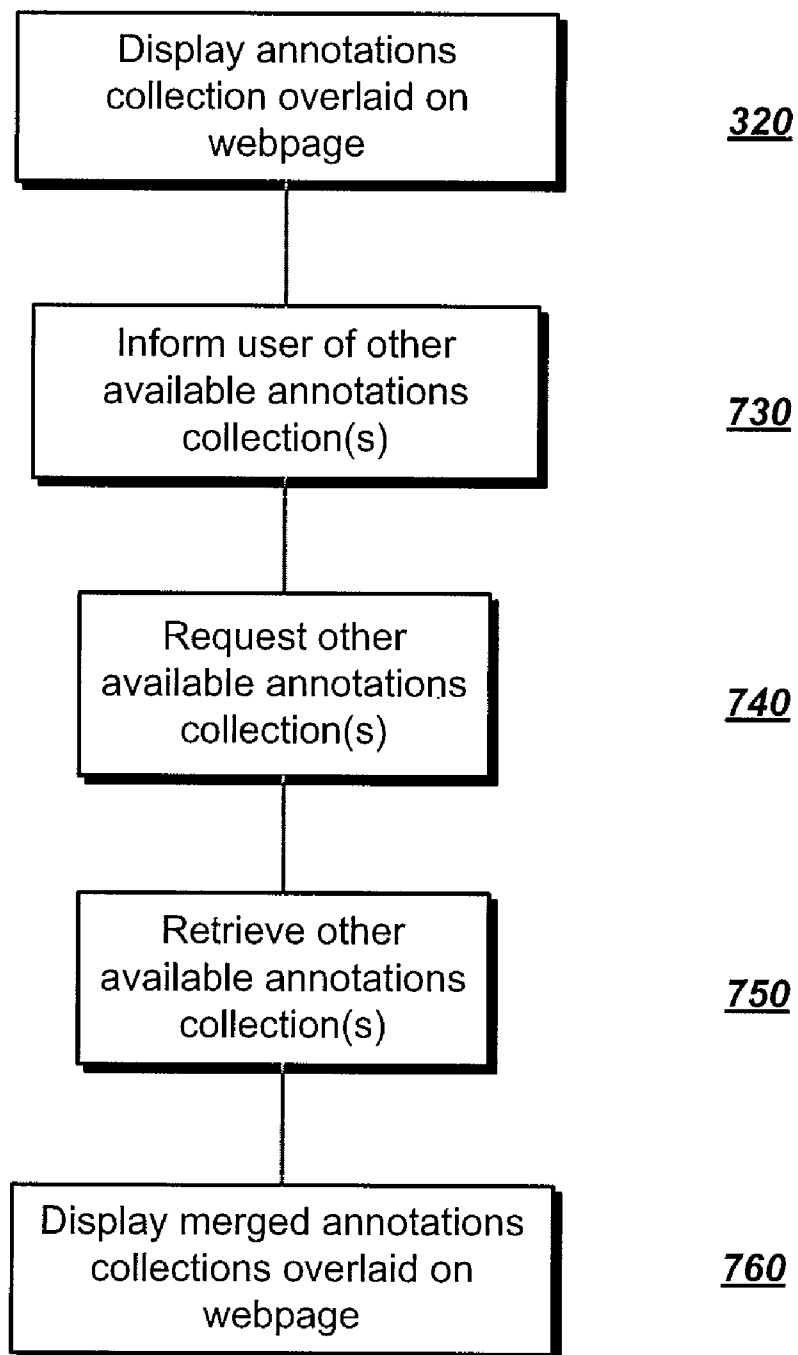 Display annotations
collection overlaid on
webpage
320
Inform user of other
available annotations
collection(s)
730
Request other
available annotations
collection(s)
740
Retrieve other
available annotations
collection(s)
750
Display merged annotations
collections overlaid on
webpage
760